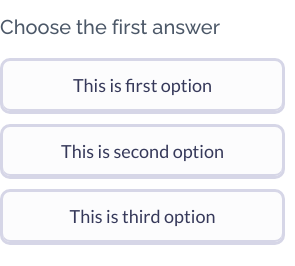 Choose the first answer
This is first option
This is second option
This is third option